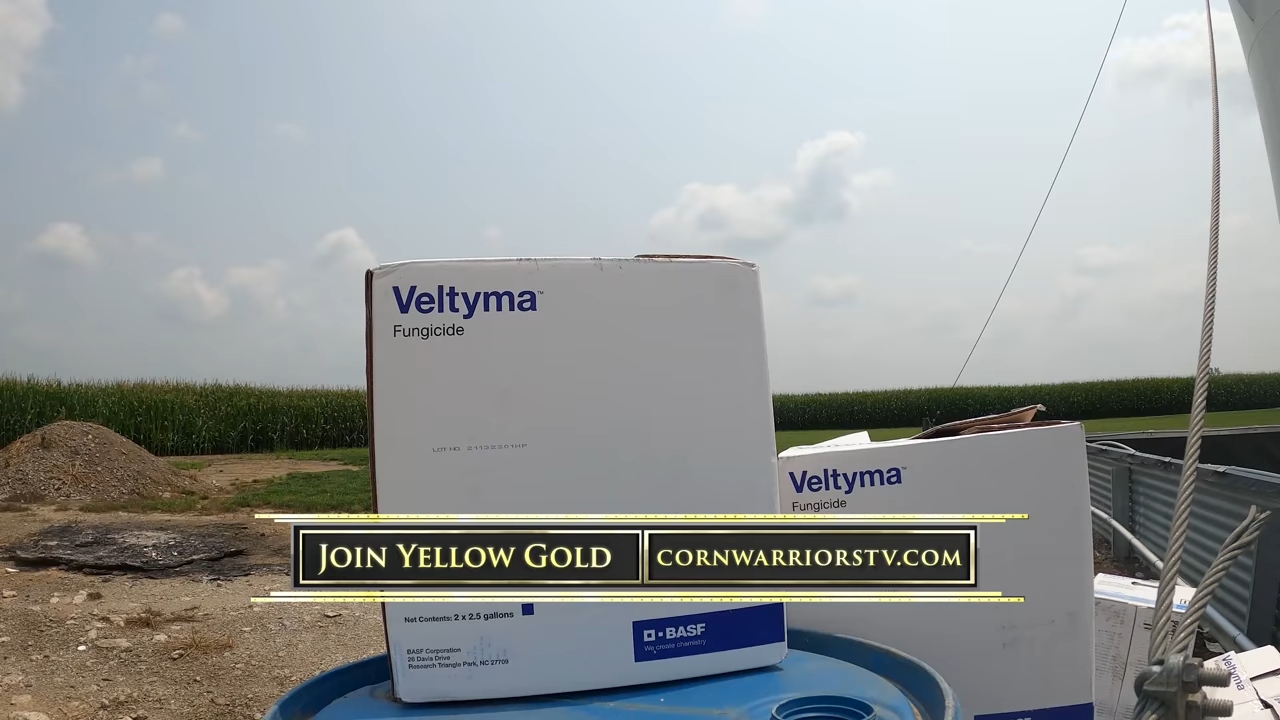 Veltyma™
Fungicide
Veltyma™
Fungicide
JOIN YELLOW GOLD
CORNWARRIORSTV.COM
Net Contents: 2 x 2.5 gallons
BASF
We create chemistry
BASF Corporation
26 Davis Drive
Research Triangle Park, NC 27709
Veltyma